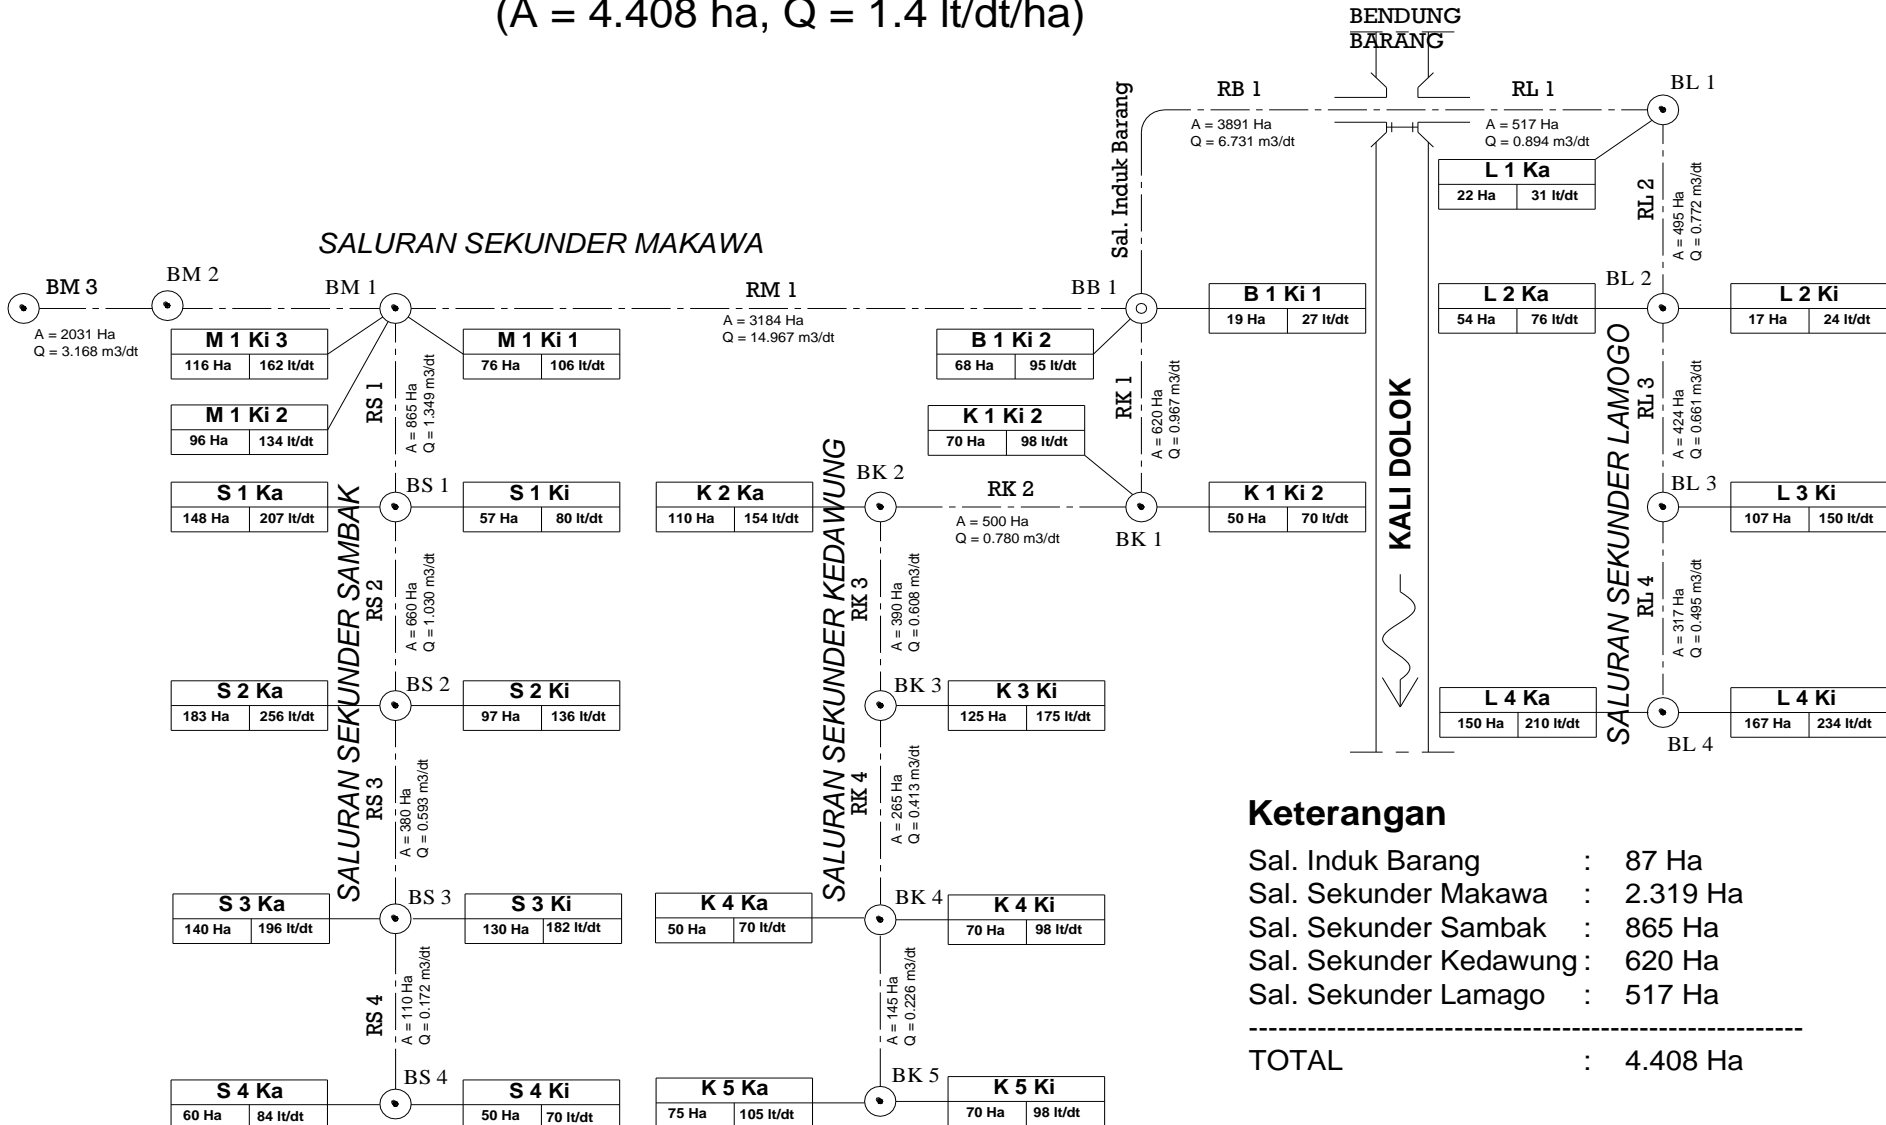 (A = 4.408 ha, Q = 1.4 lt/dt/ha)
BENDUNG
BARANG
RB 1
A = 3891 Ha
Q = 6.731 m3/dt
RL 1
A = 517 Ha
Q = 0.894 m3/dt
BL 1
L 1 Ka
22 Ha 31 lt/dt
RL 2
A = 495 Ha
Q = 0.772 m3/dt
Sal. Induk Barang
SALURAN SEKUNDER MAKAWA
BM 3
A = 2031 Ha
Q = 3.168 m3/dt
BM 2
BM 1
RM 1
A = 3184 Ha
Q = 14.967 m3/dt
BB 1
B 1 Ki 1
19 Ha 27 lt/dt
B 1 Ki 2
68 Ha 95 lt/dt
M 1 Ki 3
116 Ha 162 lt/dt
M 1 Ki 1
76 Ha 106 lt/dt
M 1 Ki 2
96 Ha 134 lt/dt
BL 2
L 2 Ka
54 Ha 76 lt/dt
L 2 Ki
17 Ha 24 lt/dt
RS 1
A = 865 Ha
Q = 1.349 m3/dt
RK 1
A = 620 Ha
Q = 0.967 m3/dt
K 1 Ki 2
70 Ha 98 lt/dt
KALI DOLOK
SALURAN SEKUNDER LAMOGO
RL 3
A = 424 Ha
Q = 0.661 m3/dt
BS 1
S 1 Ka
148 Ha 207 lt/dt
S 1 Ki
57 Ha 80 lt/dt
BK 2
K 2 Ka
110 Ha 154 lt/dt
RK 2
A = 500 Ha
Q = 0.780 m3/dt
BK 1
K 1 Ki 2
50 Ha 70 lt/dt
BL 3
L 3 Ki
107 Ha 150 lt/dt
SALURAN SEKUNDER SAMBAK
RS 2
A = 660 Ha
Q = 1.030 m3/dt
SALURAN SEKUNDER KEDAWUNG
RK 3
A = 390 Ha
Q = 0.608 m3/dt
RL 4
A = 317 Ha
Q = 0.495 m3/dt
BS 2
S 2 Ka
183 Ha 256 lt/dt
S 2 Ki
97 Ha 136 lt/dt
BK 3
K 3 Ki
125 Ha 175 lt/dt
L 4 Ka
150 Ha 210 lt/dt
L 4 Ki
167 Ha 234 lt/dt
BL 4
RS 3
A = 380 Ha
Q = 0.593 m3/dt
RK 4
A = 265 Ha
Q = 0.413 m3/dt
BS 3
S 3 Ka
140 Ha 196 lt/dt
S 3 Ki
130 Ha 182 lt/dt
K 4 Ka
50 Ha 70 lt/dt
BK 4
K 4 Ki
70 Ha 98 lt/dt
RS 4
A = 110 Ha
Q = 0.172 m3/dt
A = 145 Ha
Q = 0.226 m3/dt
BS 4
S 4 Ka
60 Ha 84 lt/dt
S 4 Ki
50 Ha 70 lt/dt
K 5 Ka
75 Ha 105 lt/dt
BK 5
K 5 Ki
70 Ha 98 lt/dt
Keterangan
Sal. Induk Barang : 87 Ha
Sal. Sekunder Makawa : 2.319 Ha
Sal. Sekunder Sambak : 865 Ha
Sal. Sekunder Kedawung : 620 Ha
Sal. Sekunder Lamago : 517 Ha
TOTAL : 4.408 Ha